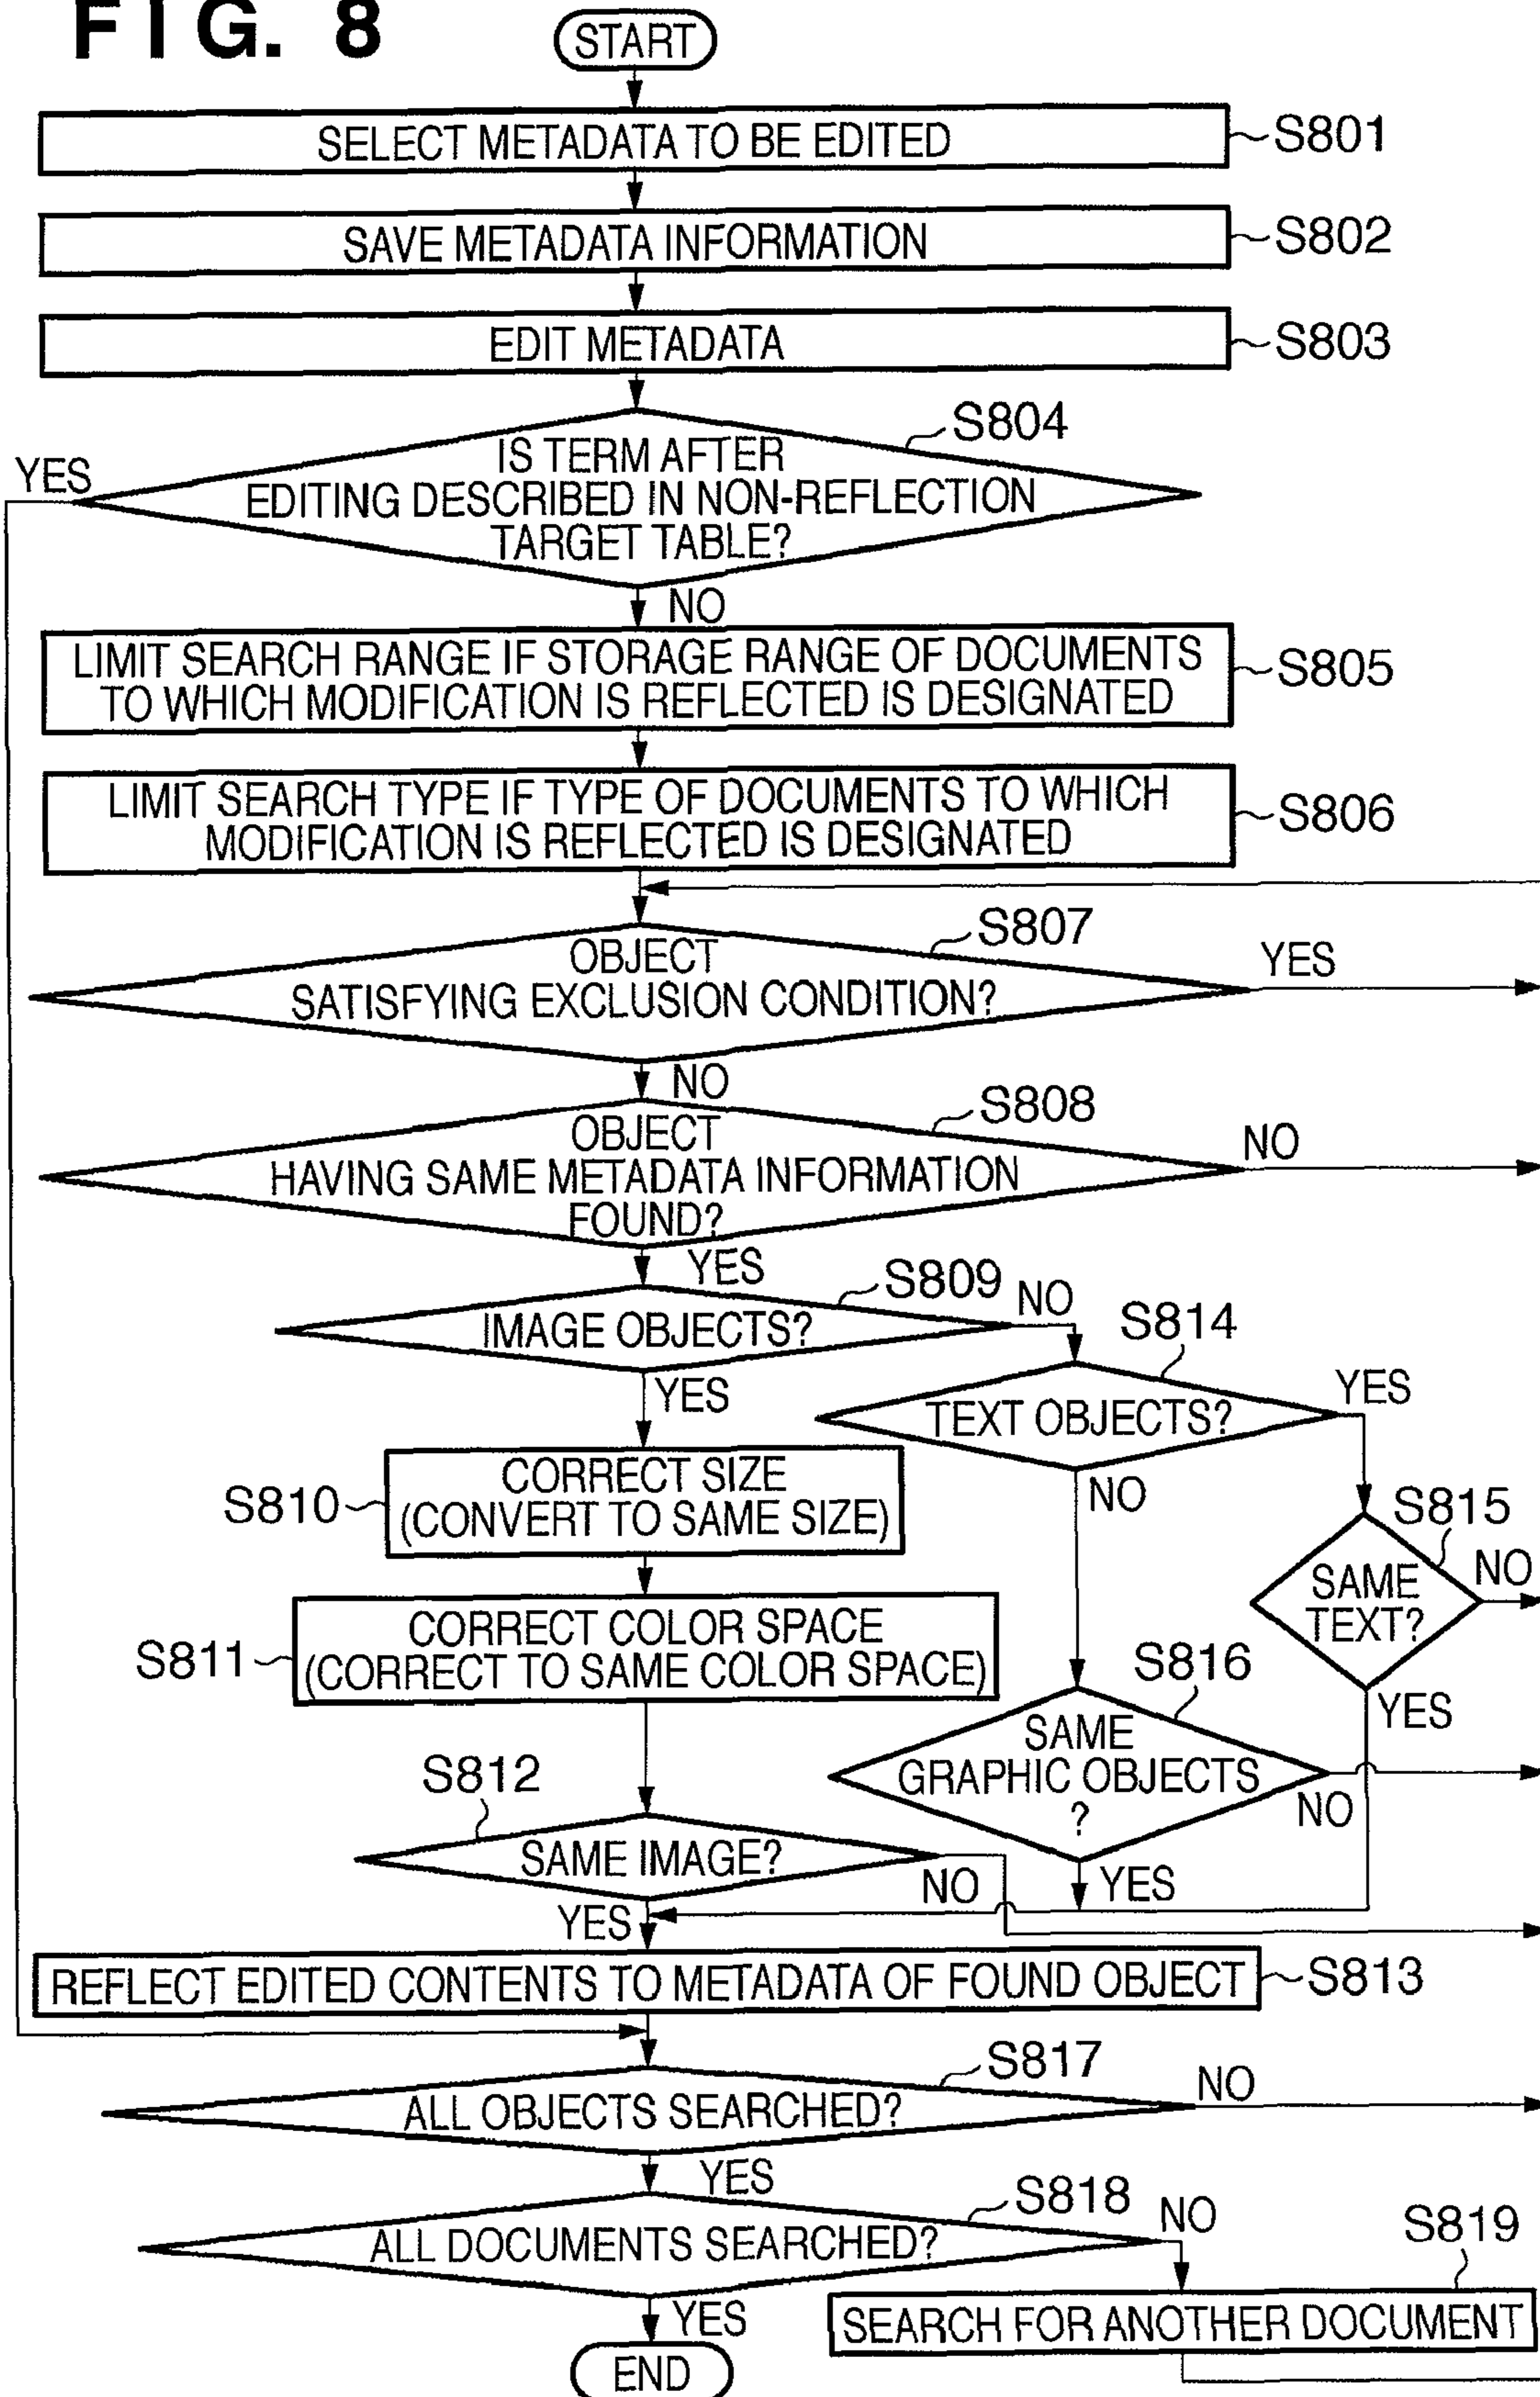 FIG. 8
START
SELECT METADATA TO BE EDITED
S801
SAVE METADATA INFORMATION
S802
EDIT METADATA
S803
S804
IS TERM AFTER
EDITING DESCRIBED IN NON-REFLECTION
TARGET TABLE?
YES
NO
LIMIT SEARCH RANGE IF STORAGE RANGE OF DOCUMENTS
TO WHICH MODIFICATION IS REFLECTED IS DESIGNATED
S805
LIMIT SEARCH TYPE IF TYPE OF DOCUMENTS TO WHICH
MODIFICATION IS REFLECTED IS DESIGNATED
S806
S807
OBJECT
SATISFYING EXCLUSION CONDITION?
YES
NO
S808
OBJECT
HAVING SAME METADATA INFORMATION
FOUND?
NO
YES
S809
IMAGE OBJECTS?
NO
YES
S814
TEXT OBJECTS?
YES
NO
S810
CORRECT SIZE
(CONVERT TO SAME SIZE)
S815
SAME
TEXT?
NO
YES
S811
CORRECT COLOR SPACE
(CORRECT TO SAME COLOR SPACE)
S816
SAME
GRAPHIC OBJECTS
?
NO
YES
S812
SAME IMAGE?
NO
YES
REFLECT EDITED CONTENTS TO METADATA OF FOUND OBJECT
S813
S817
ALL OBJECTS SEARCHED?
NO
YES
S818
ALL DOCUMENTS SEARCHED?
NO
YES
S819
SEARCH FOR ANOTHER DOCUMENT
END